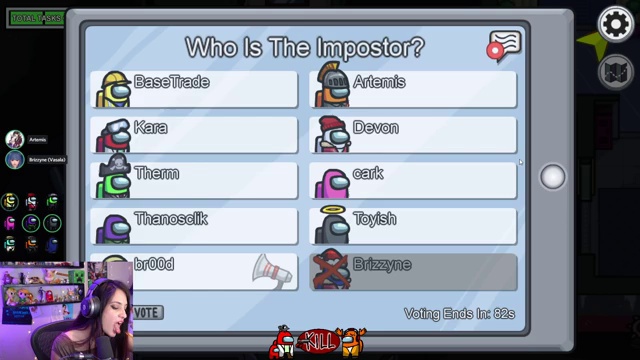 TOTAL TASKS
Who Is The Impostor?
BaseTrade
Artemis
Kara
Devon
Therm
cark
Thanosclik
Toyish
br00d
Brizzyne
Artemis
Brizzyne (Vasala)
VOTE
Voting Ends In: 82s
KILL